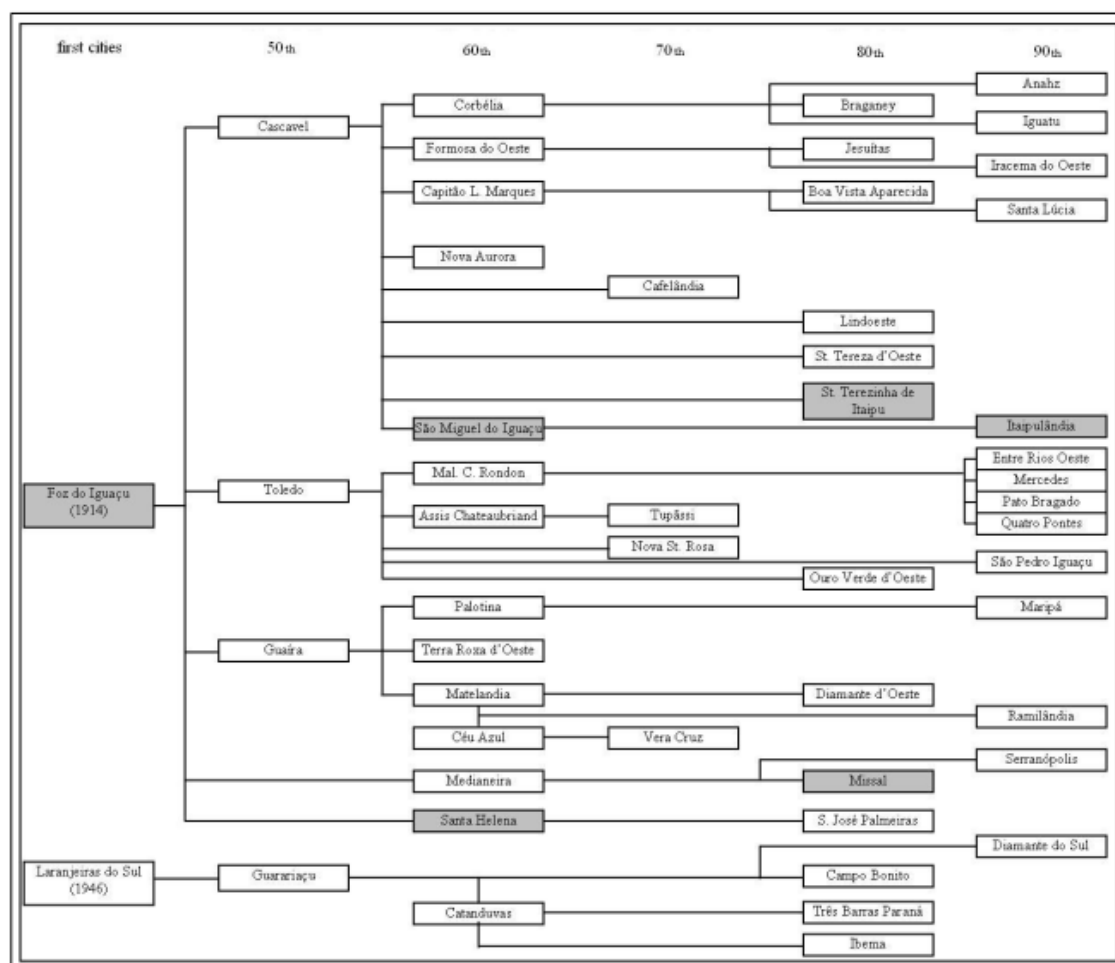 first cities 50th 60th 70th 80th 90th
Anahz
Corbélia Braganey
Cascavel Iguatu
Formosa do Oeste Jesuítas
Iracema do Oeste
Capitão L. Marques Boa Vista Aparecida
Santa Lúcia
Nova Aurora
Cafelândia
Lindoeste
St. Tereza d'Oeste
St. Terezinha de
Itaipu
São Miguel do Iguaçu Itaipulândia
Entre Rios Oeste
Mal. C. Rondon
Mercedes
Foz do Iguaçu Toledo
(1914) Pato Bragado
Assis Chateaubriand Tupãssi
Quatro Pontes
Nova St. Rosa
São Pedro Iguaçu
Ouro Verde d'Oeste
Palotina Maripá
Guaíra Terra Roxa d'Oeste
Matelandia Diamante d'Oeste
Ramilândia
Céu Azul Vera Cruz
Serranópolis
Medianeira Missal
Santa Helena S. José Palmeiras
Diamante do Sul
Laranjeiras do Sul
(1946) Guarariaçu Campo Bonito
Catanduvas Três Barras Paraná
Ibema